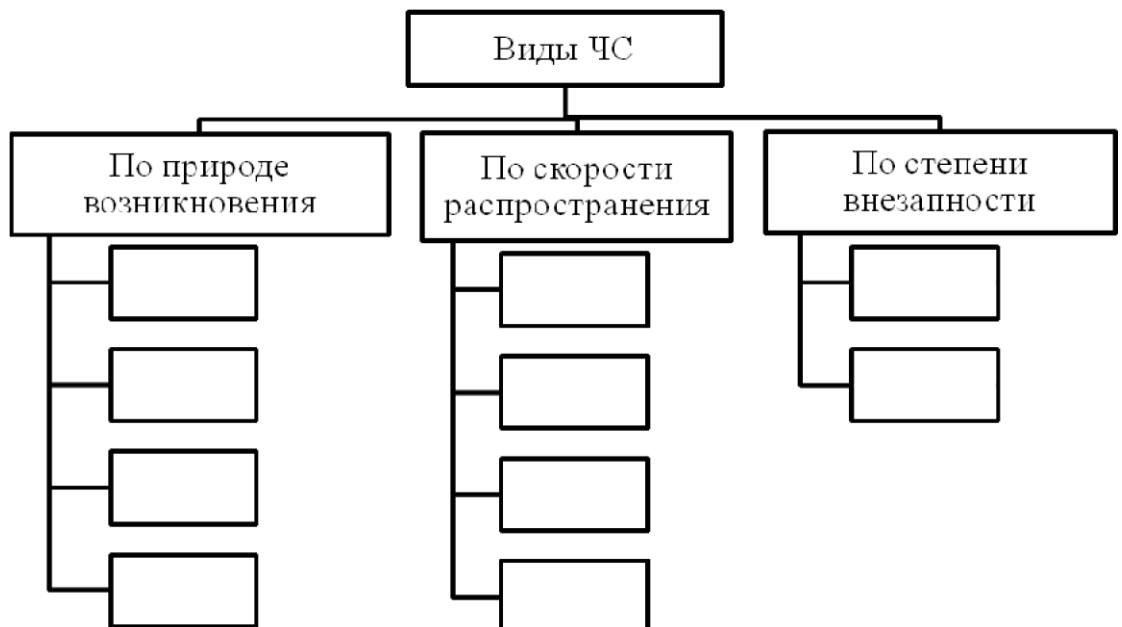 Виды ЧС
По природе
возникновения
По скорости
распространения
По степени
внезапности